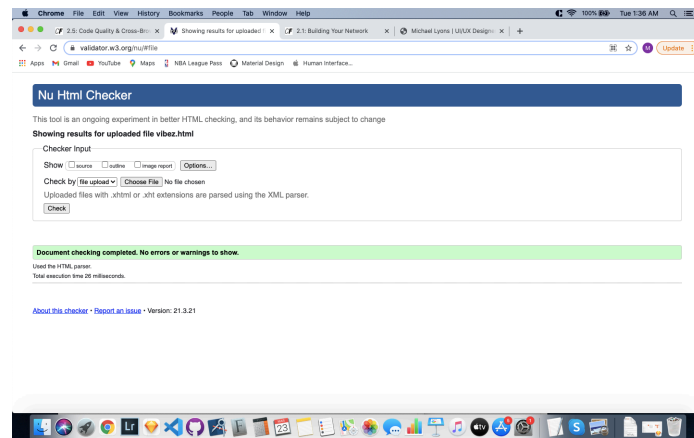 Chrome File Edit View History Bookmarks People Tab Window Help 100% Tue 1:36 AM
2.5: Code Quality & Cross-Bro Showing results for uploaded f 2.1: Building Your Network Michael Lyons | UI/UX Designe
validator.w3.org/nu/#file M Update
Apps Gmail YouTube Maps NBA League Pass Material Design Human Interface...
Nu Html Checker
This tool is an ongoing experiment in better HTML checking, and its behavior remains subject to change
Showing results for uploaded file vibez.html
Checker Input
Show source outline image report Options...
Check by file upload Choose File No file chosen
Uploaded files with .xhtml or .xht extensions are parsed using the XML parser.
Check
Document checking completed. No errors or warnings to show.
Used the HTML parser.
Total execution time 26 milliseconds.
About this checker • Report an issue • Version: 21.3.21
Lr 23 tv S